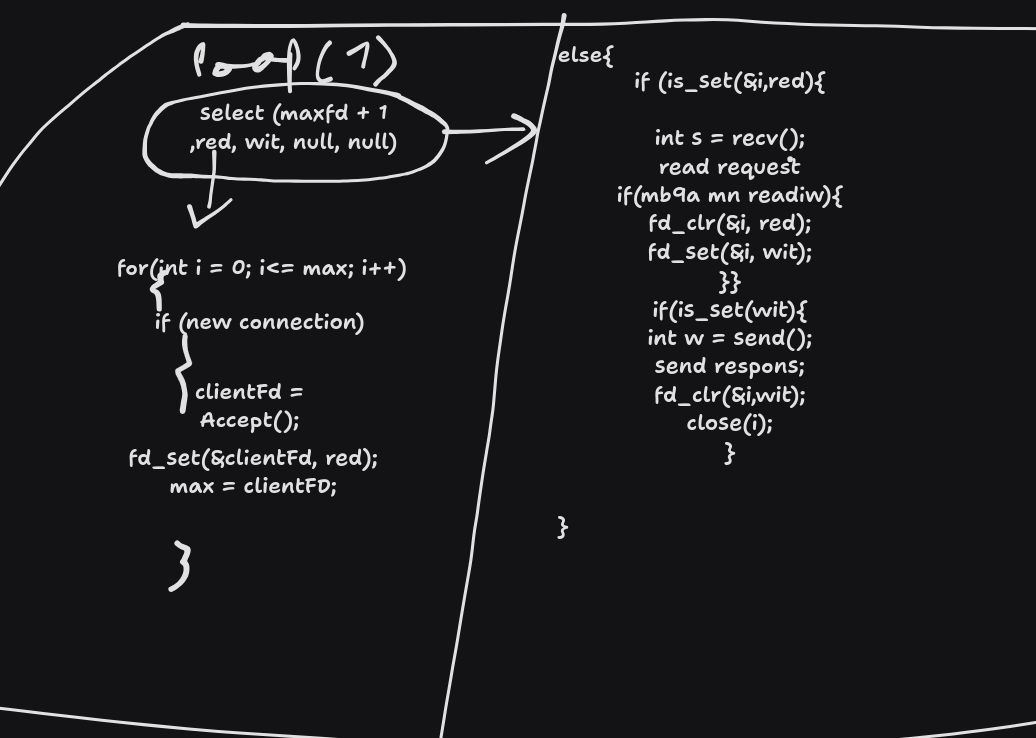 loop(1)
select (maxfd + 1
,red, wit, null, null)
for(int i = 0; i<= max; i++)
{
if (new connection)
{
clientFd =
Accept();
fd_set(&clientFd, red);
max = clientFD;
}
else{
if (is_set(&i,red){
int s = recv();
read request
if(mb9a mn readiw){
fd_clr(&i, red);
fd_set(&i, wit);
}}
if(is_set(wit){
int w = send();
send respons;
fd_clr(&i,wit);
close(i);
}
}